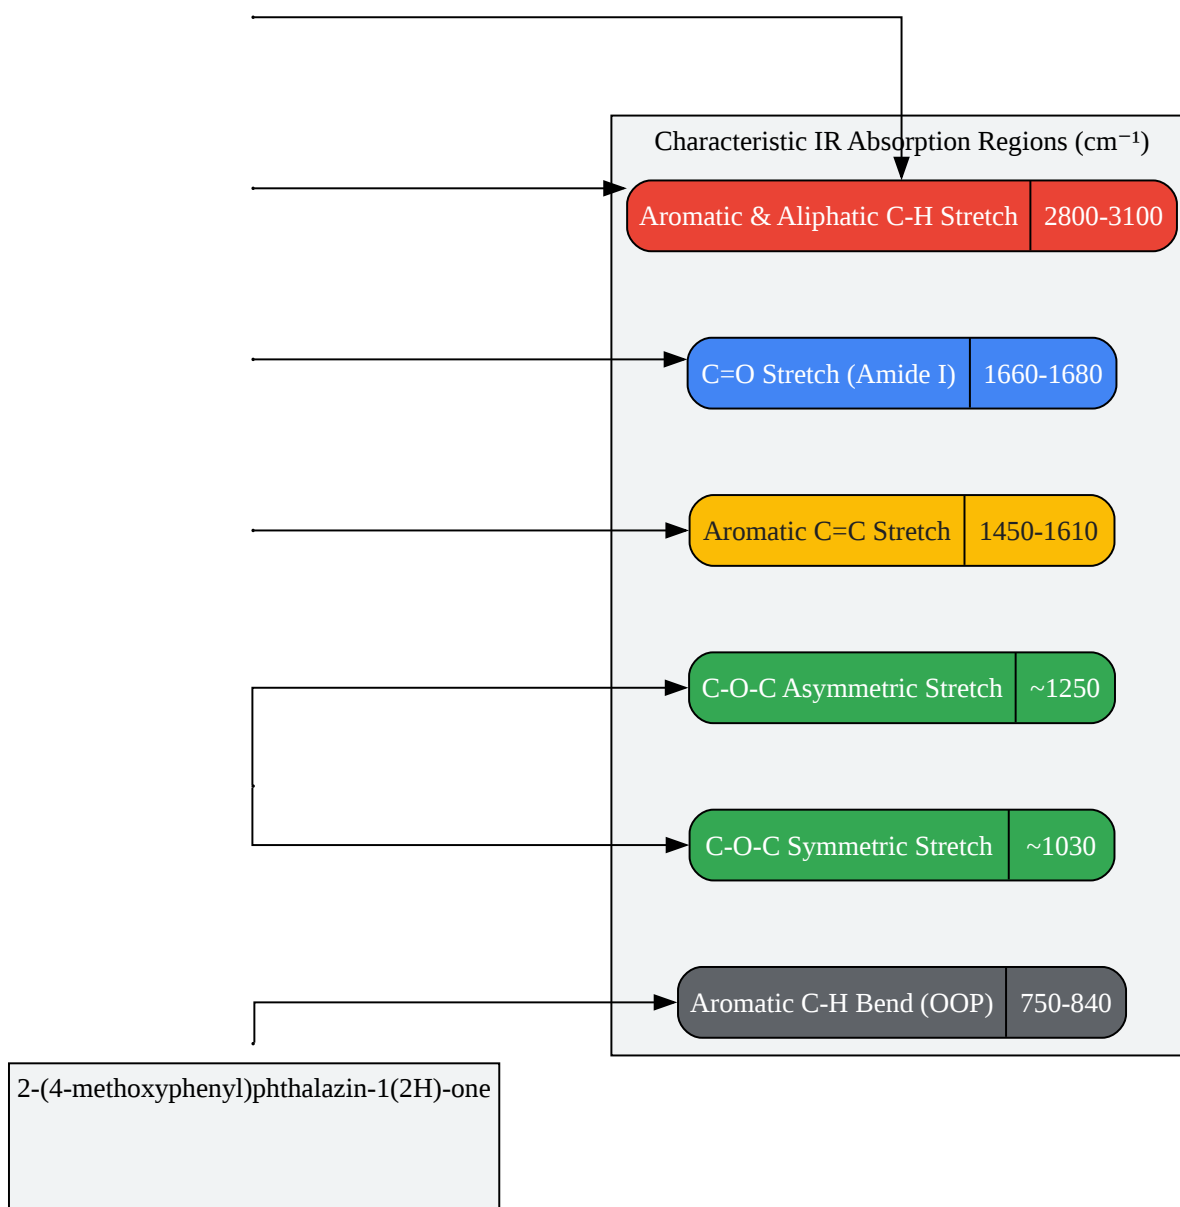 Characteristic IR Absorption Regions (cm⁻¹)
Aromatic & Aliphatic C-H Stretch 2800-3100
C=O Stretch (Amide I) 1660-1680
Aromatic C=C Stretch 1450-1610
C-O-C Asymmetric Stretch ~1250
C-O-C Symmetric Stretch ~1030
Aromatic C-H Bend (OOP) 750-840
2-(4-methoxyphenyl)phthalazin-1(2H)-one